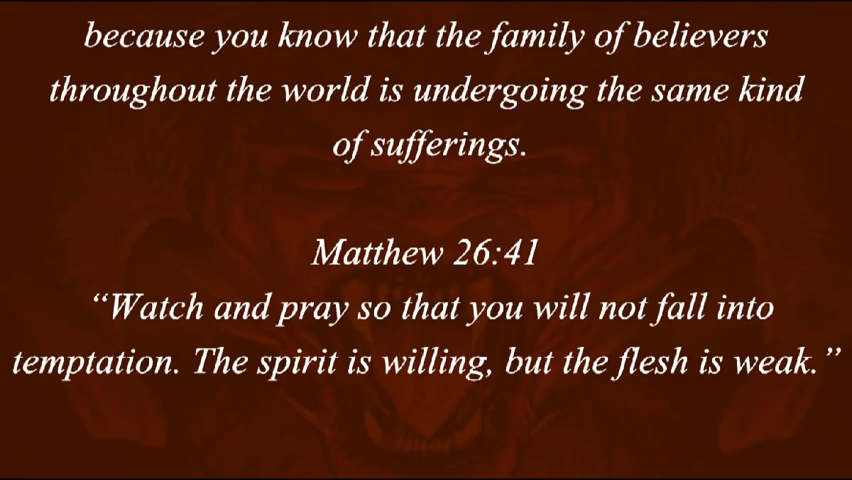 because you know that the family of believers
throughout the world is undergoing the same kind
of sufferings.
Matthew 26:41
“Watch and pray so that you will not fall into
temptation. The spirit is willing, but the flesh is weak.”